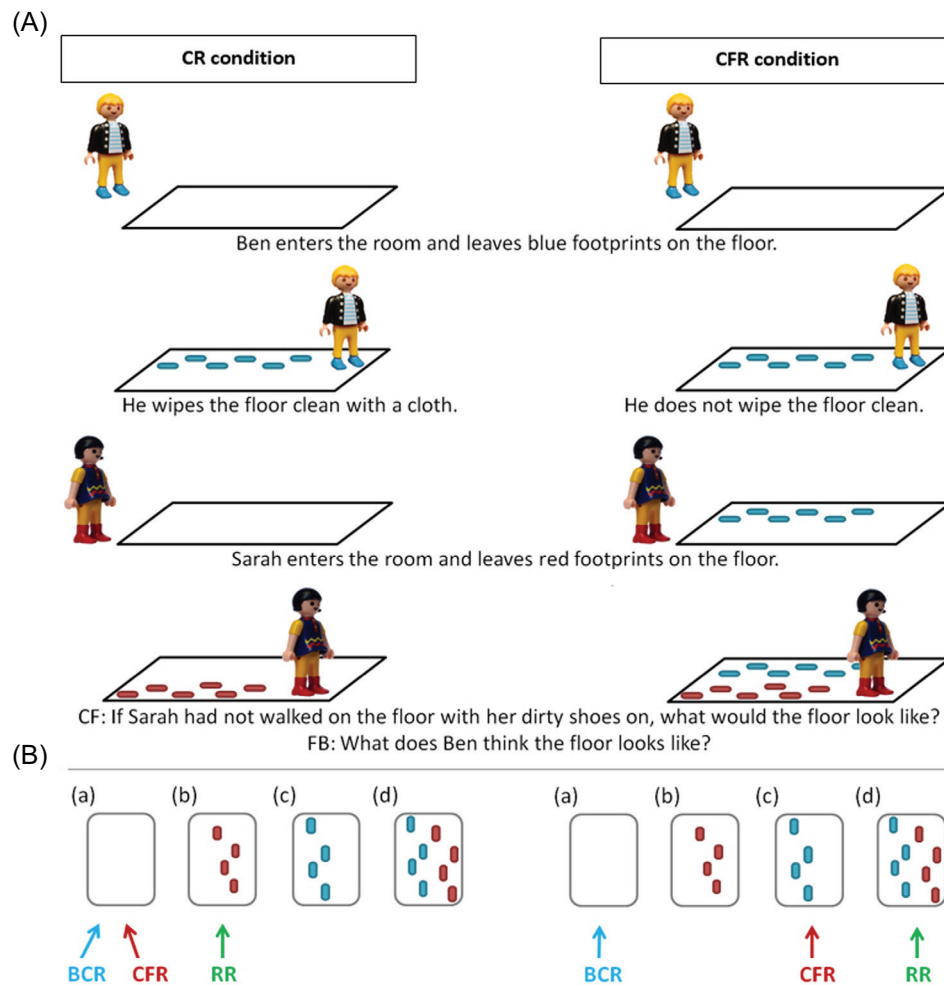 (A)
CR condition
CFR condition
Ben enters the room and leaves blue footprints on the floor.
He wipes the floor clean with a cloth.
He does not wipe the floor clean.
Sarah enters the room and leaves red footprints on the floor.
CF: If Sarah had not walked on the floor with her dirty shoes on, what would the floor look like?
FB: What does Ben think the floor looks like?
(B)
(a) (b) (c) (d) (a) (b) (c) (d)
BCR CFR RR BCR CFR RR